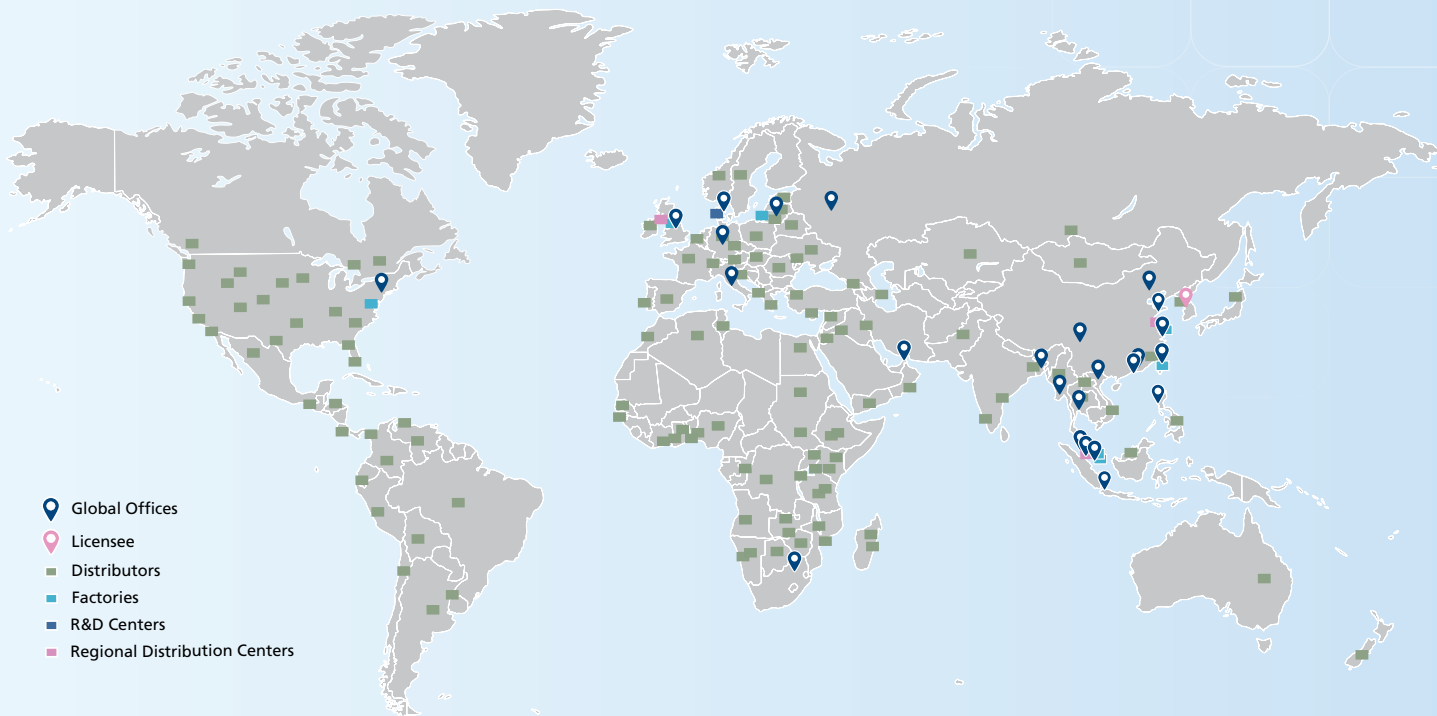 Global Offices
Licensee
Distributors
Factories
R&D Centers
Regional Distribution Centers